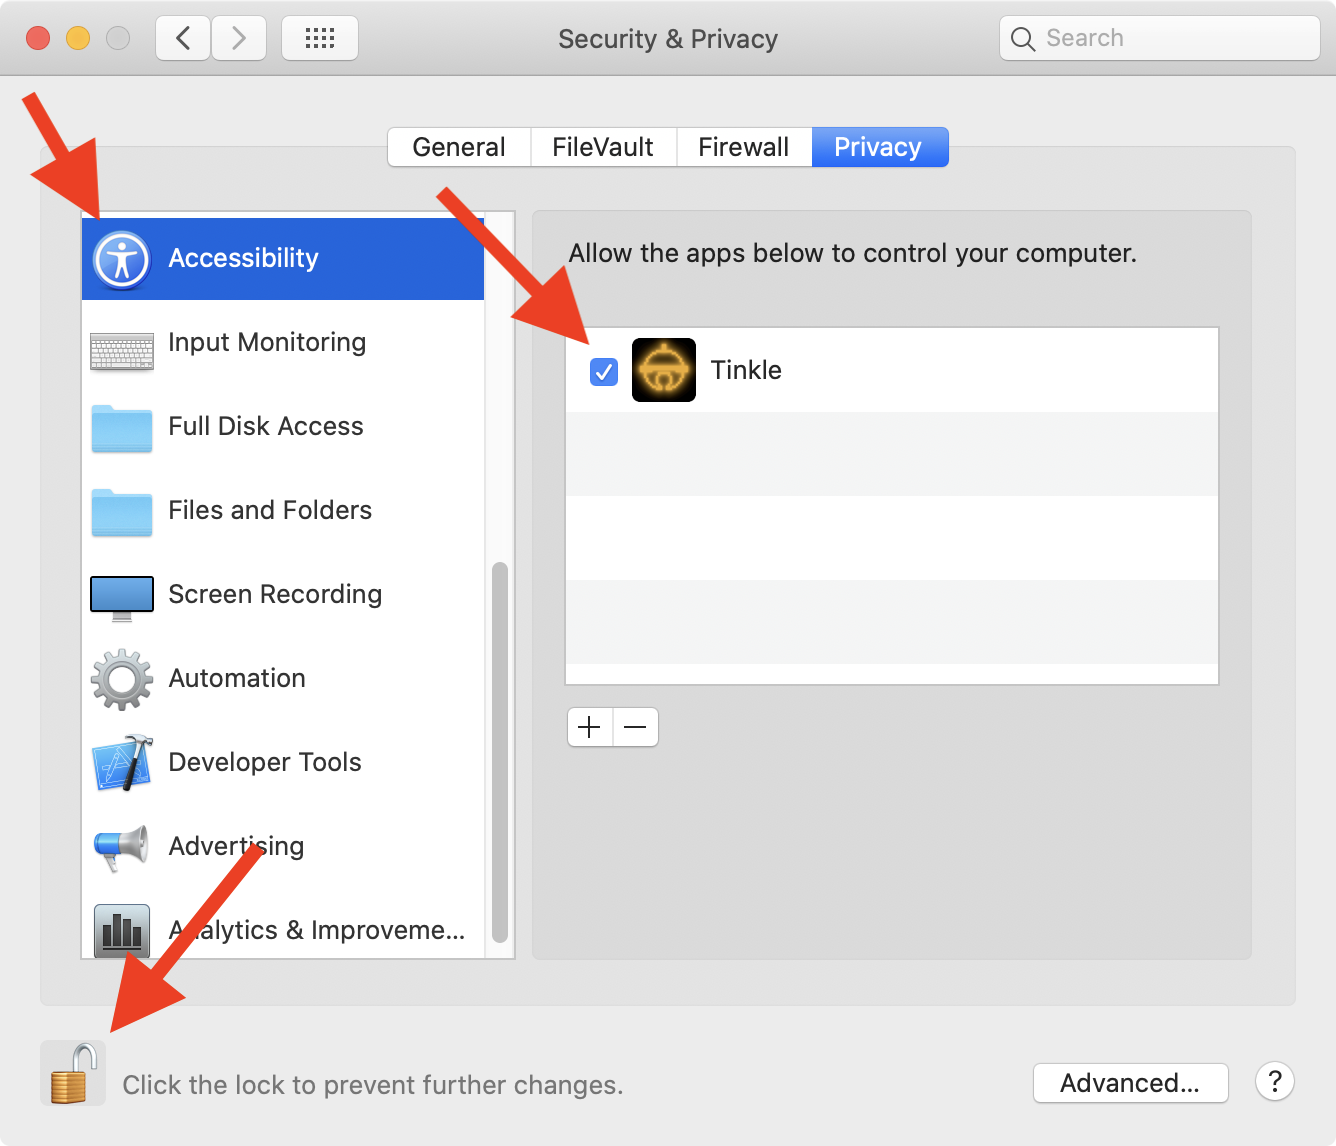 Security & Privacy
Search
General
FileVault
Firewall
Privacy
Accessibility
Input Monitoring
Full Disk Access
Files and Folders
Screen Recording
Automation
Developer Tools
Advertising
Analytics & Improveme...
Allow the apps below to control your computer.
Tinkle
Click the lock to prevent further changes.
Advanced...
?